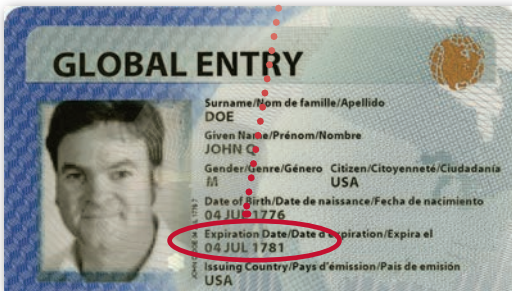 GLOBAL ENTRY
Surname/Nom de famille/Apellido
DOE
Given Name/Prénom/Nombre
JOHN Q
Gender/Genre/Género Citizen/Citoyenneté/Ciudadanía
M USA
Date of Birth/Date de naissance/Fecha de nacimiento
04 JUL 1776
Expiration Date/Date d'expiration/Expira el
04 JUL 1781
Issuing Country/Pays d'émission/Pais de emisión
USA